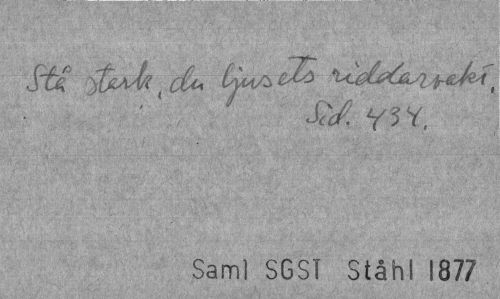 Stå stark, du ljusets riddarvakt.
Sid. 434.
Saml SGST Ståhl 1877